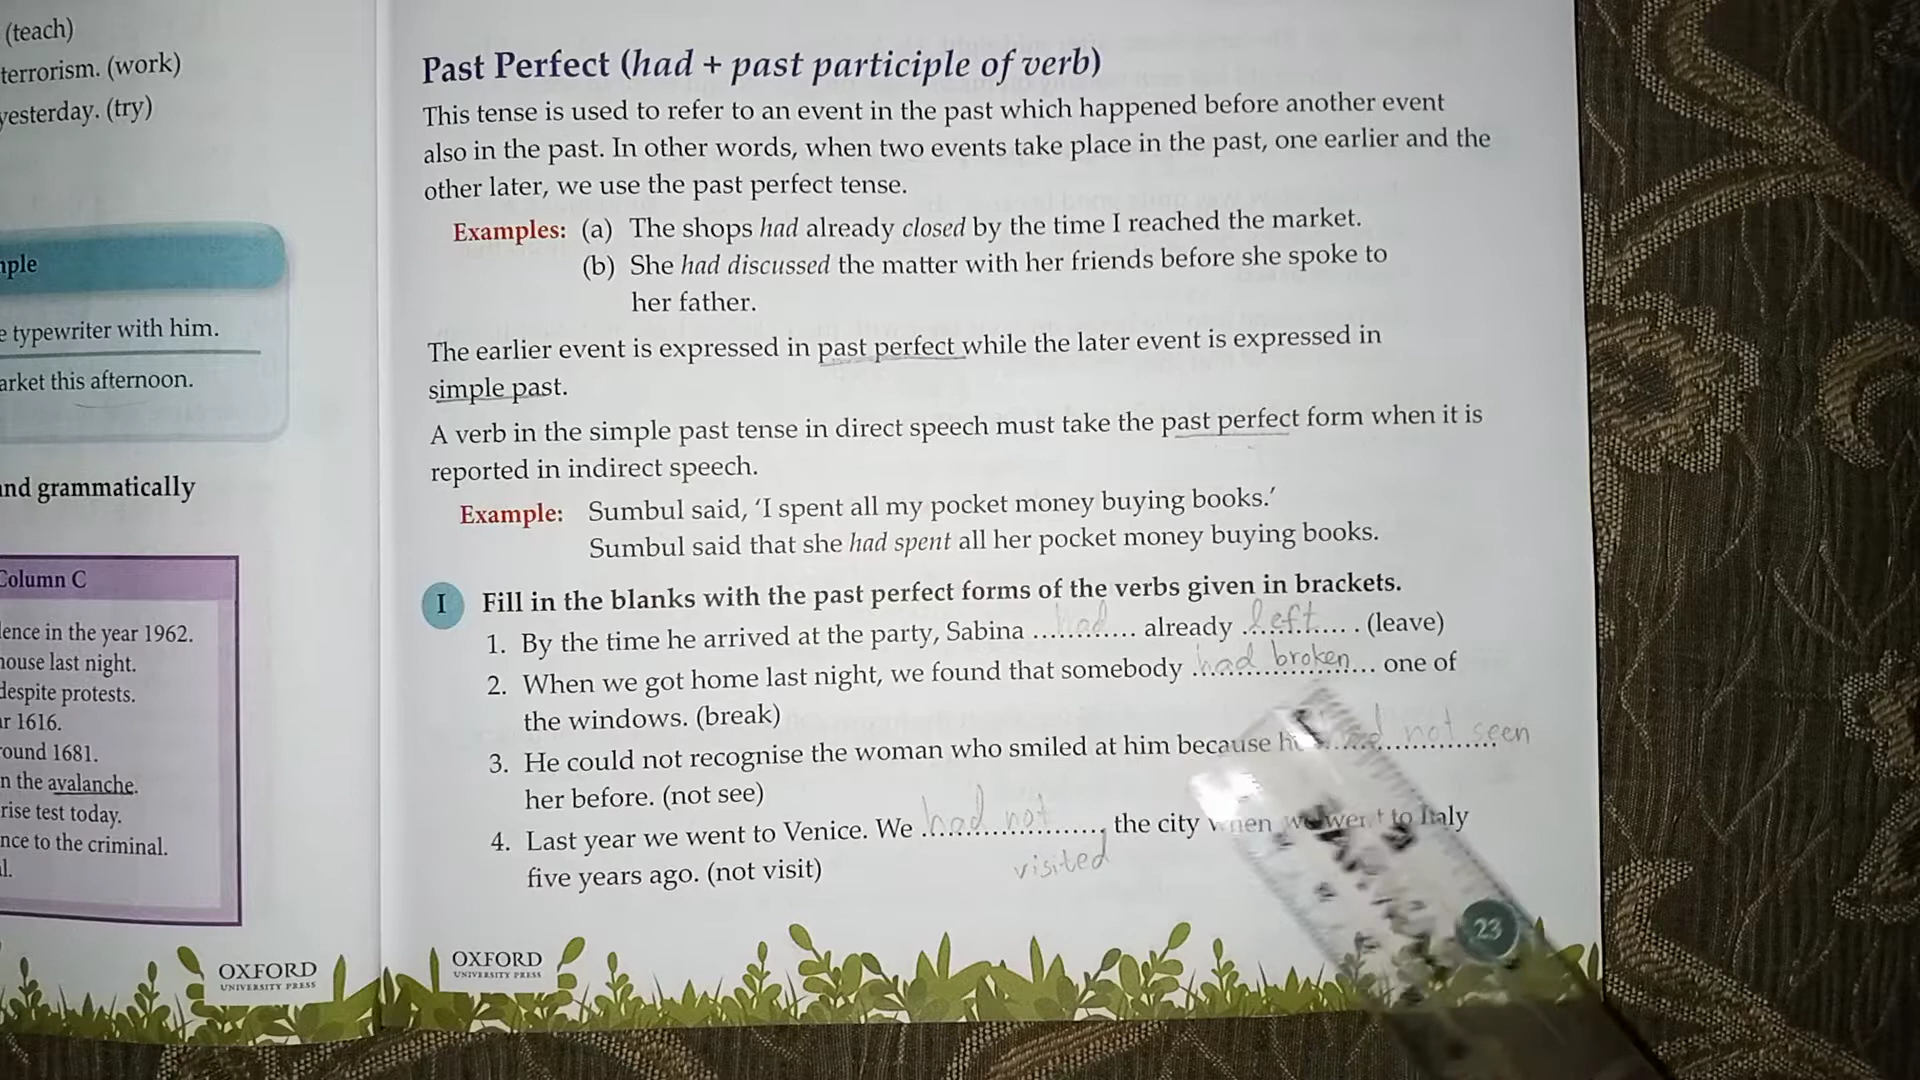 (teach)
terrorism. (work)
yesterday. (try)
typewriter with him.
this afternoon.
and grammatically
Column C
in the year 1962.
last night.
despite protests.
1616.
1681.
the avalanche.
test today.
to the criminal.
OXFORD
UNIVERSITY PRESS
Past Perfect (had + past participle of verb)
This tense is used to refer to an event in the past which happened before another event
also in the past. In other words, when two events take place in the past, one earlier and the
other later, we use the past perfect tense.
Examples: (a) The shops had already closed by the time I reached the market.
(b) She had discussed the matter with her friends before she spoke to
her father.
The earlier event is expressed in past perfect while the later event is expressed in
simple past.
A verb in the simple past tense in direct speech must take the past perfect form when it is
reported in indirect speech.
Example: Sumbul said, ‘I spent all my pocket money buying books.’
Sumbul said that she had spent all her pocket money buying books.
I Fill in the blanks with the past perfect forms of the verbs given in brackets.
1. By the time he arrived at the party, Sabina had already left. (leave)
2. When we got home last night, we found that somebody had broken one of
the windows. (break)
3. He could not recognise the woman who smiled at him because not seen
her before. (not see)
4. Last year we went to Venice. We had not the city when we went to Italy
visited
five years ago. (not visit)
OXFORD
UNIVERSITY PRESS
23